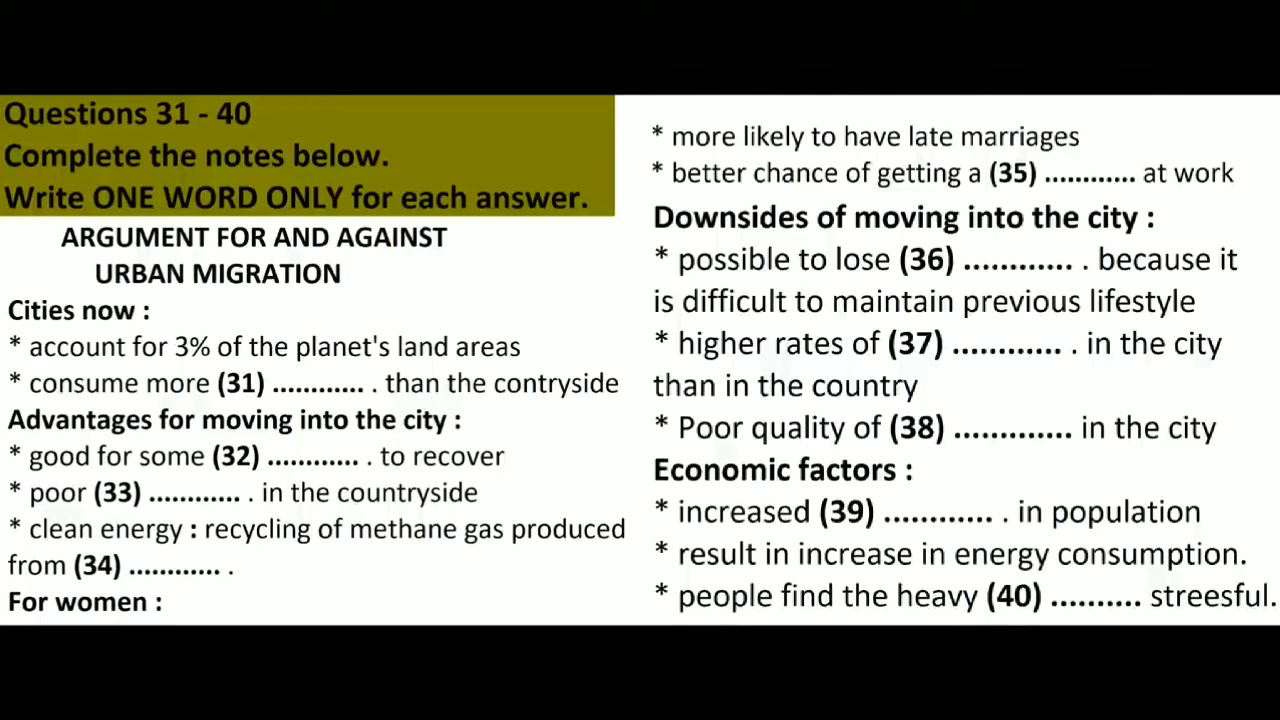 Questions 31 - 40
Complete the notes below.
Write ONE WORD ONLY for each answer.
ARGUMENT FOR AND AGAINST
URBAN MIGRATION
Cities now :
* account for 3% of the planet's land areas
* consume more (31) ............ . than the contryside
Advantages for moving into the city :
* good for some (32) ............ . to recover
* poor (33) ............ . in the countryside
* clean energy : recycling of methane gas produced
from (34) ............ .
For women :
* more likely to have late marriages
* better chance of getting a (35) ............ at work
Downsides of moving into the city :
* possible to lose (36) ............ . because it
is difficult to maintain previous lifestyle
* higher rates of (37) ............ . in the city
than in the country
* Poor quality of (38) ............. in the city
Economic factors :
* increased (39) ............ . in population
* result in increase in energy consumption.
* people find the heavy (40) .......... streesful.